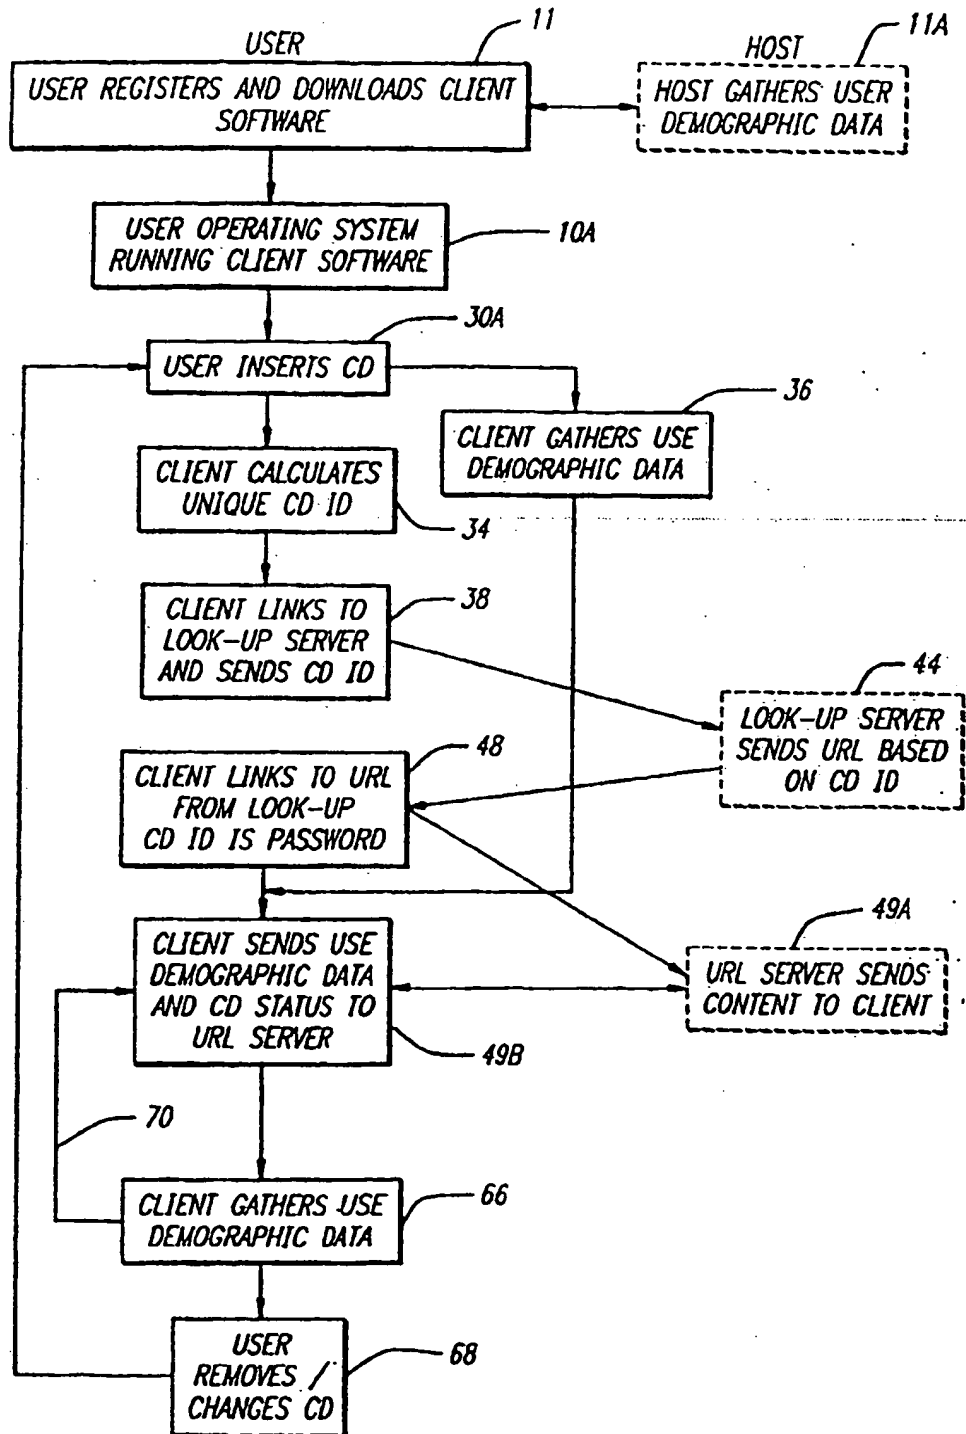 USER
11
HOST
11A
USER REGISTERS AND DOWNLOADS CLIENT
SOFTWARE
HOST GATHERS USER
DEMOGRAPHIC DATA
USER OPERATING SYSTEM
RUNNING CLIENT SOFTWARE
10A
30A
USER INSERTS CD
36
CLIENT GATHERS USE
DEMOGRAPHIC DATA
CLIENT CALCULATES
UNIQUE CD ID
34
CLIENT LINKS TO
LOOK-UP SERVER
AND SENDS CD ID
38
44
LOOK-UP SERVER
SENDS URL BASED
ON CD ID
48
CLIENT LINKS TO URL
FROM LOOK-UP
CD ID IS PASSWORD
49A
URL SERVER SENDS
CONTENT TO CLIENT
CLIENT SENDS USE
DEMOGRAPHIC DATA
AND CD STATUS TO
URL SERVER
49B
70
CLIENT GATHERS USE
DEMOGRAPHIC DATA
66
USER
REMOVES /
CHANGES CD
68